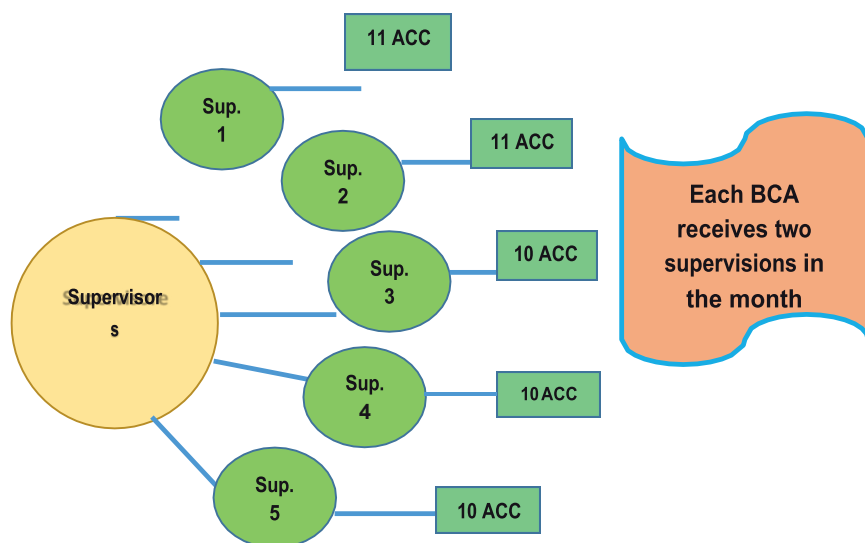 11 ACC
Sup.
1
11 ACC
Sup.
2
Each BCA
receives two
supervisions in
the month
10 ACC
Sup.
3
Supervisor
s
Sup.
4
10 ACC
Sup.
5
10 ACC